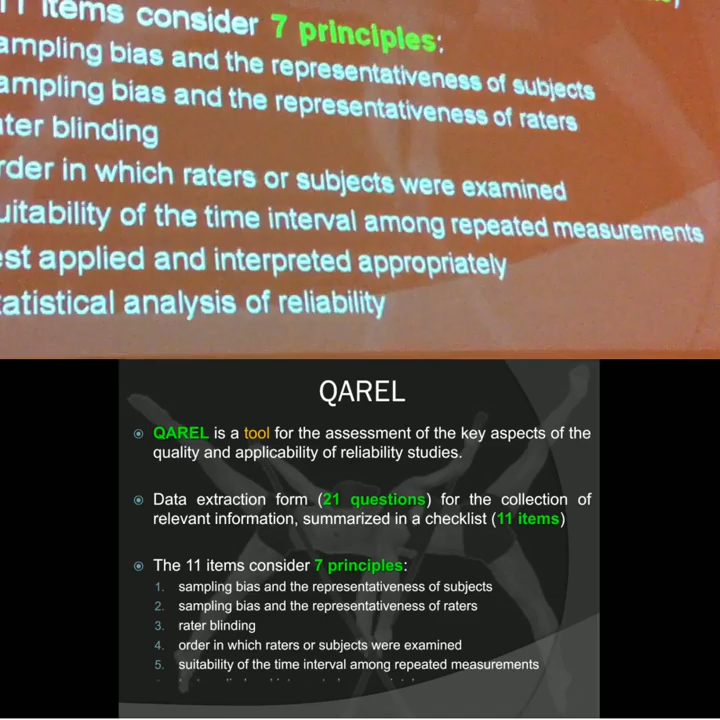 11 items consider 7 principles:
ampling bias and the representativeness of subjects
ampling bias and the representativeness of raters
ter blinding
rder in which raters or subjects were examined
uitability of the time interval among repeated measurements
est applied and interpreted appropriately
tatistical analysis of reliability
QAREL
QAREL is a tool for the assessment of the key aspects of the
quality and applicability of reliability studies.
Data extraction form (21 questions) for the collection of
relevant information, summarized in a checklist (11 items)
The 11 items consider 7 principles:
1. sampling bias and the representativeness of subjects
2. sampling bias and the representativeness of raters
3. rater blinding
4. order in which raters or subjects were examined
5. suitability of the time interval among repeated measurements